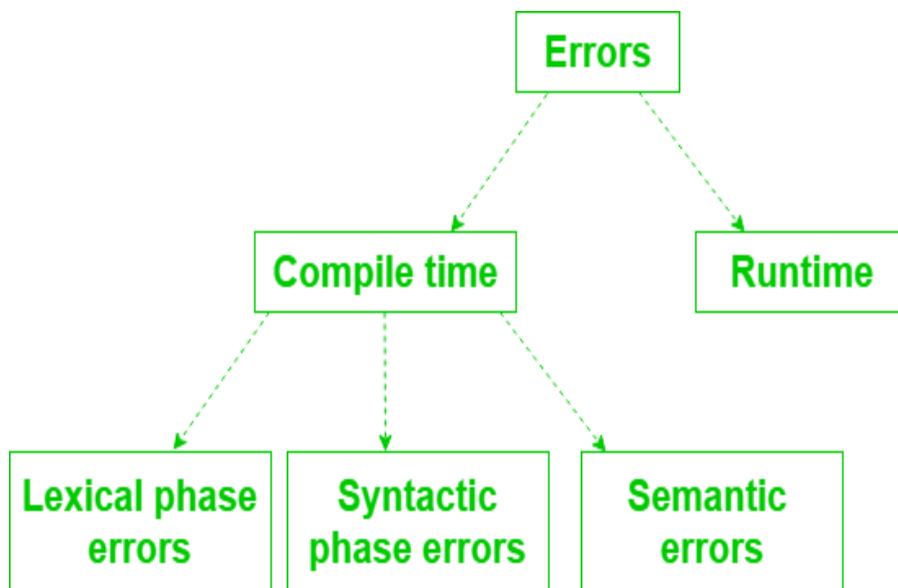 Errors
Compile time
Runtime
Lexical phase
errors
Syntactic
phase errors
Semantic
errors